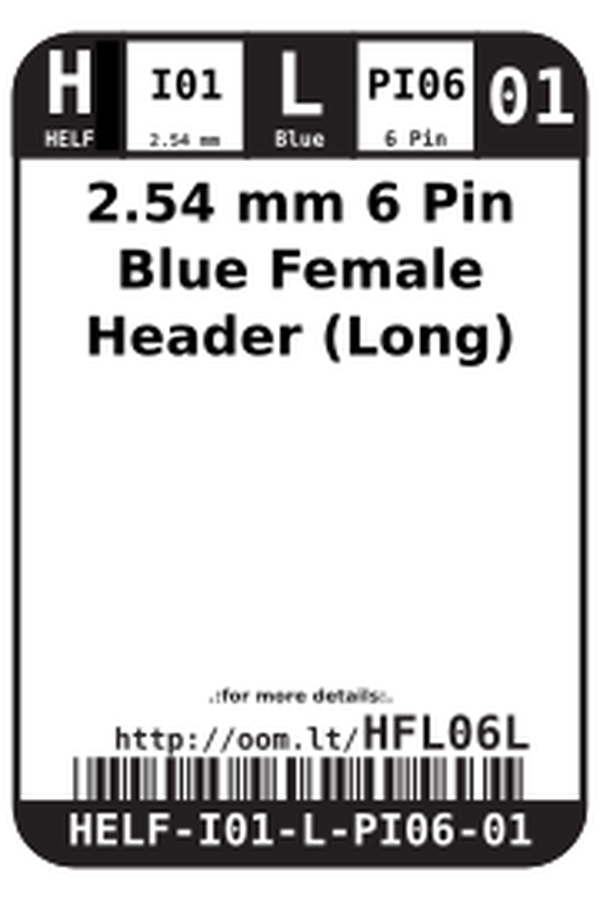 H I01 L PI06 01
HELF 2.54 mm Blue 6 Pin
2.54 mm 6 Pin
Blue Female
Header (Long)
.:for more details:.
http://oom.lt/HFL06L
HELF-I01-L-PI06-01